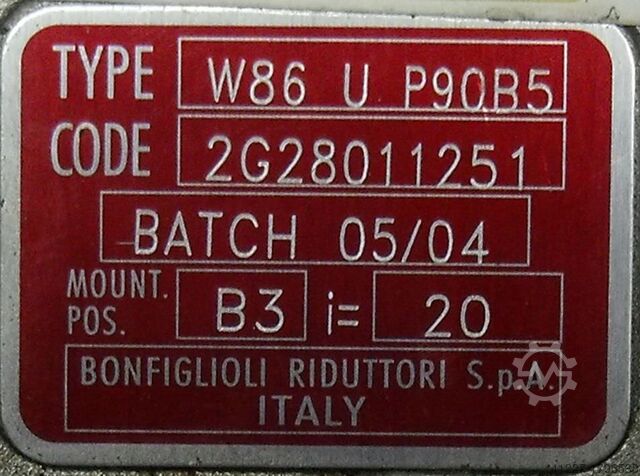 TYPE W86 U P90B5
CODE 2G28011251
BATCH 05/04
MOUNT. POS. B3 i= 20
BONFIGLIOLI RIDUTTORI S.p.A.
ITALY